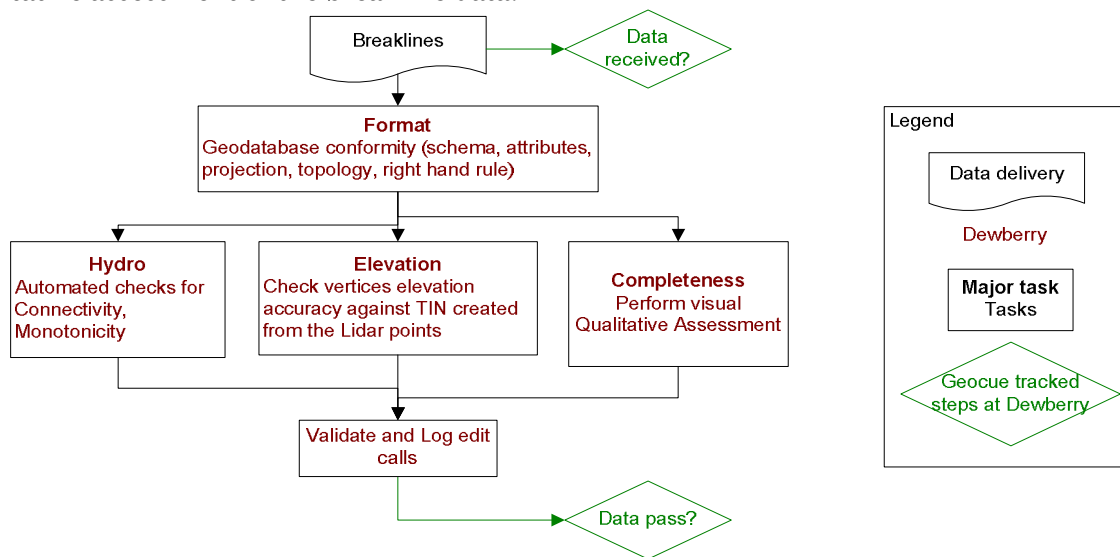 Breaklines
Data
received?
Format
Geodatabase conformity (schema, attributes,
projection, topology, right hand rule)
Hydro
Automated checks for
Connectivity,
Monotonicity
Elevation
Check vertices elevation
accuracy against TIN created
from the Lidar points
Completeness
Perform visual
Qualitative Assessment
Validate and Log edit
calls
Data pass?
Legend
Data delivery
Dewberry
Major task
Tasks
Geocue tracked
steps at Dewberry